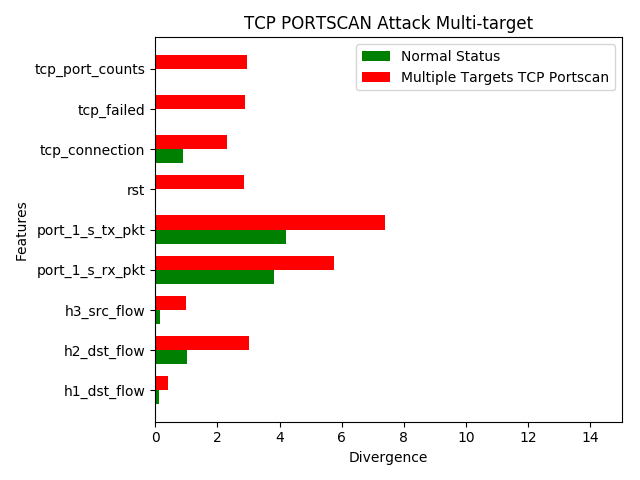 TCP PORTSCAN Attack Multi-target
Normal Status
Multiple Targets TCP Portscan
tcp_port_counts
tcp_failed
tcp_connection
rst
port_1_s_tx_pkt
port_1_s_rx_pkt
h3_src_flow
h2_dst_flow
h1_dst_flow
Features
0 2 4 6 8 10 12 14
Divergence